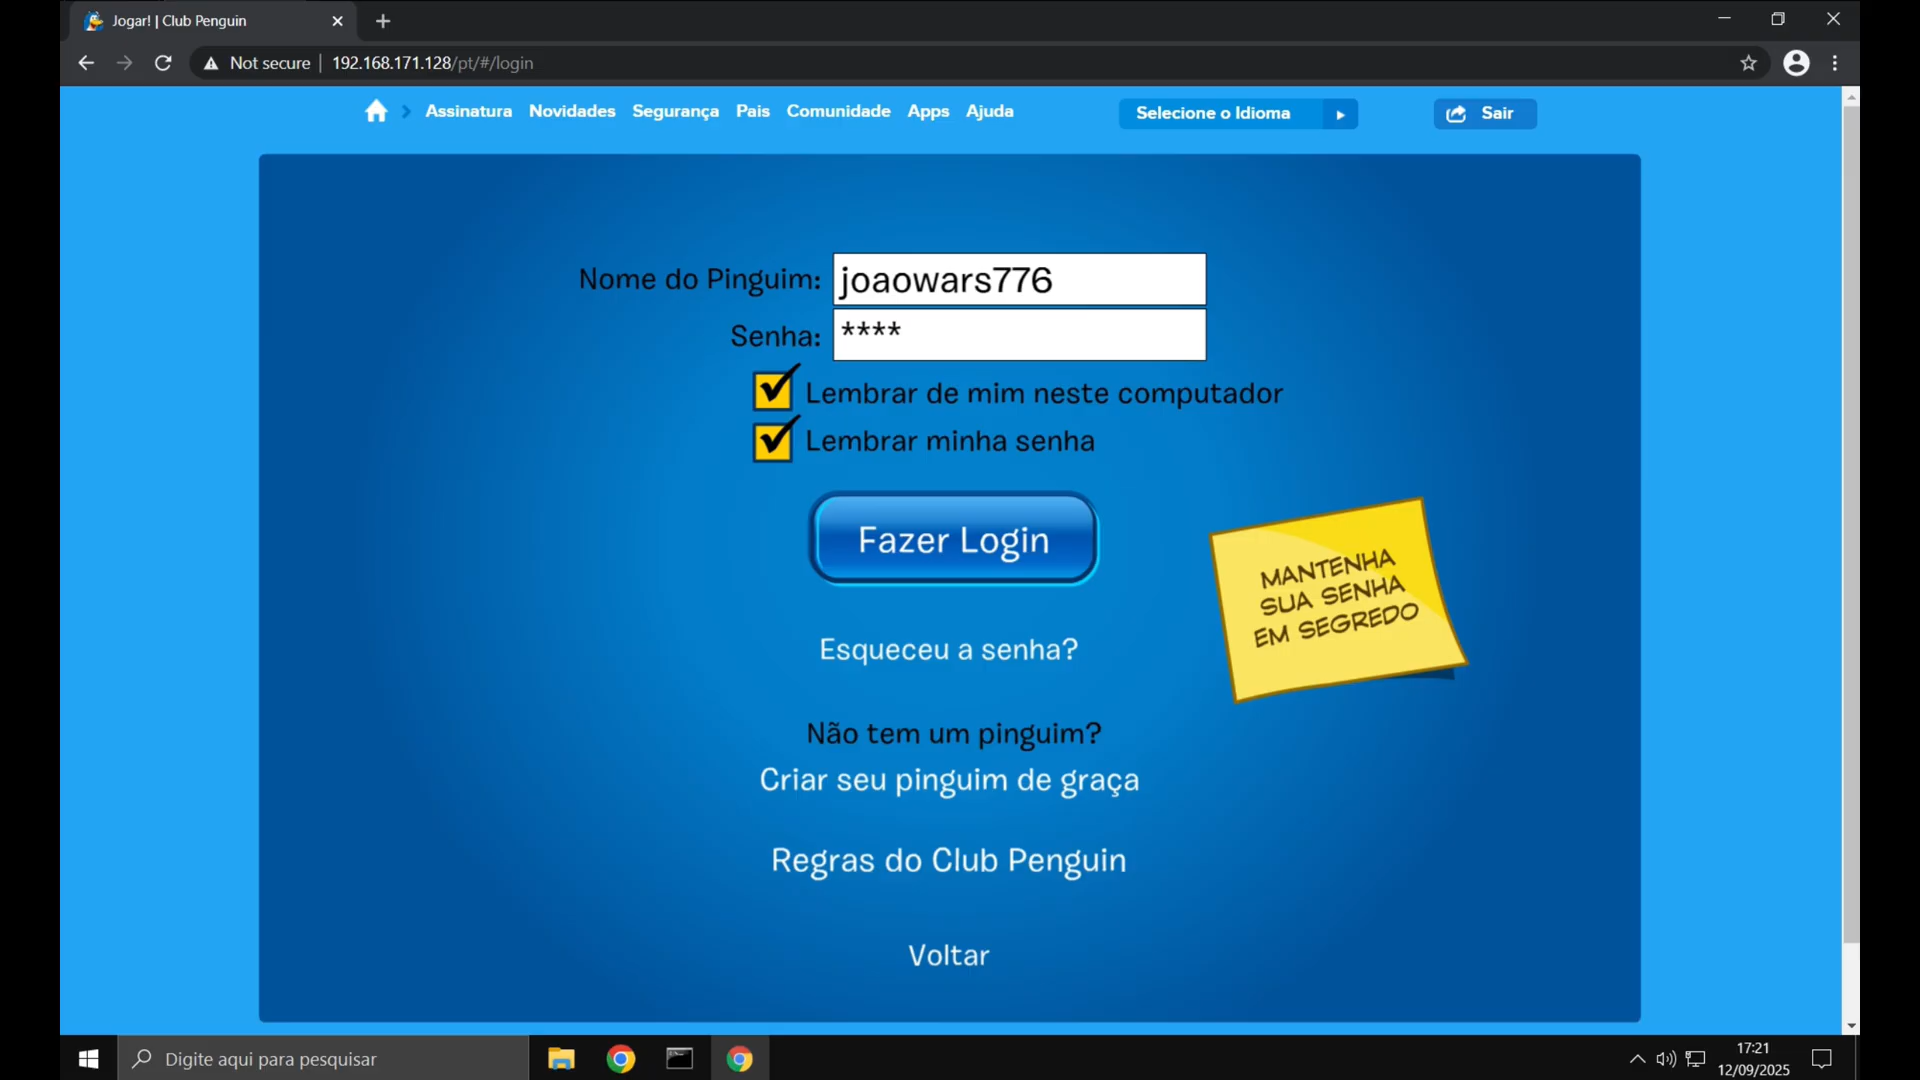 Jogar! | Club Penguin
Not secure | 192.168.171.128/pt/#/login
Assinatura Novidades Segurança Pais Comunidade Apps Ajuda Selecione o Idioma Sair
Nome do Pinguim: joaowars776
Senha: ****
Lembrar de mim neste computador
Lembrar minha senha
Fazer Login
MANTENHA
SUA SENHA
EM SEGREDO
Esqueceu a senha?
Não tem um pinguim?
Criar seu pinguim de graça
Regras do Club Penguin
Voltar
Digite aqui para pesquisar
17:21
12/09/2025